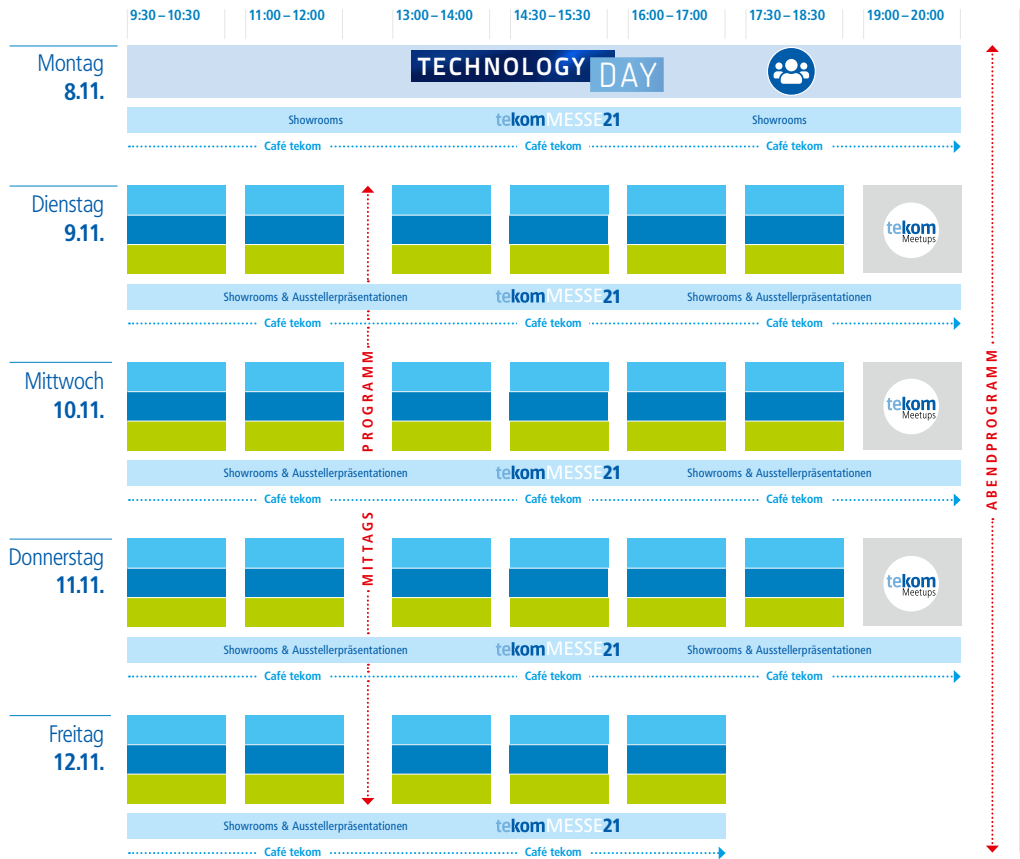 9:30 – 10:30 11:00 – 12:00 13:00 – 14:00 14:30 – 15:30 16:00 – 17:00 17:30 – 18:30 19:00 – 20:00
Montag
8.11.
TECHNOLOGY
DAY
Showrooms tekomMESSE21 Showrooms
Café tekom Café tekom Café tekom
Dienstag
9.11.
tekom
Meetups
Showrooms & Ausstellerpräsentationen tekomMESSE21 Showrooms & Ausstellerpräsentationen
Café tekom Café tekom Café tekom
Mittwoch
10.11.
tekom
Meetups
Showrooms & Ausstellerpräsentationen tekomMESSE21 Showrooms & Ausstellerpräsentationen
Café tekom Café tekom Café tekom
Donnerstag
11.11.
tekom
Meetups
Showrooms & Ausstellerpräsentationen tekomMESSE21 Showrooms & Ausstellerpräsentationen
Café tekom Café tekom Café tekom
Freitag
12.11.
Showrooms & Ausstellerpräsentationen tekomMESSE21
Café tekom Café tekom
MITTAGS PROGRAMM
ABENDPROGRAMM